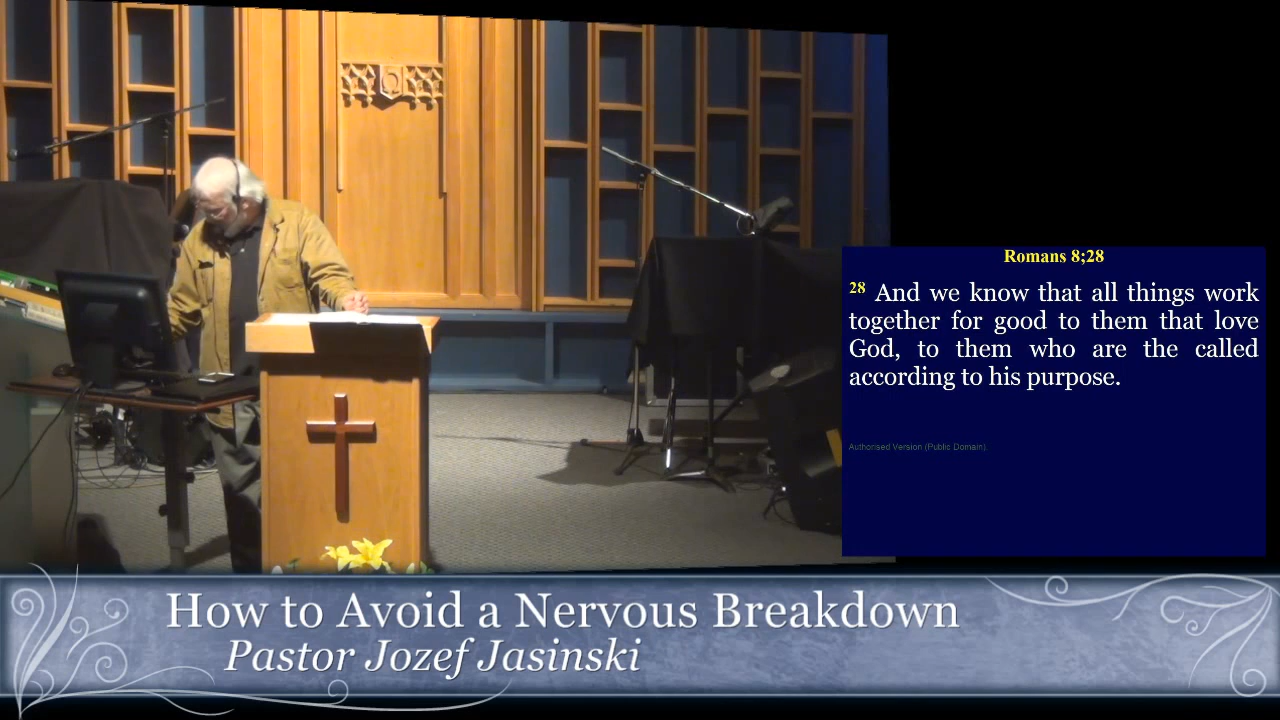 Romans 8;28
28 And we know that all things work
together for good to them that love
God, to them who are the called
according to his purpose.
Authorised Version (Public Domain)
How to Avoid a Nervous Breakdown
Pastor Jozef Jasinski